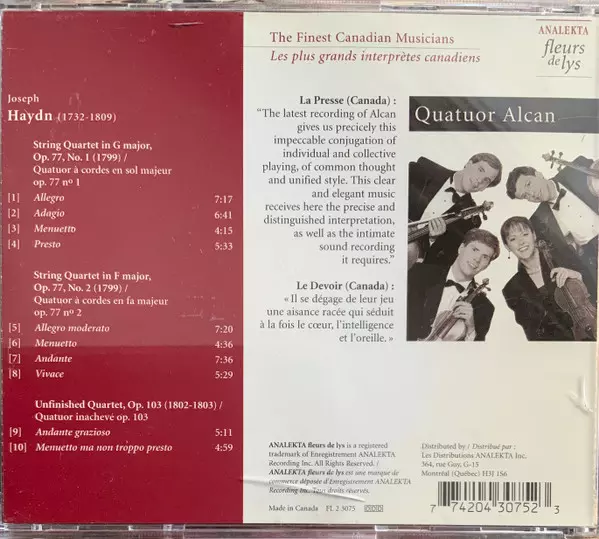 The Finest Canadian Musicians
Les plus grands interprètes canadiens
ANALEKTA
fleurs
de lys
Joseph
Haydn (1732-1809)
String Quartet in G major,
Op. 77, No. 1 (1799) /
Quatuor à cordes en sol majeur
op. 77 nº 1
[1] Allegro 7:17
[2] Adagio 6:41
[3] Menuetto 4:15
[4] Presto 5:33
String Quartet in F major,
Op. 77, No. 2 (1799) /
Quatuor à cordes en fa majeur
op. 77 nº 2
[5] Allegro moderato 7:20
[6] Menuetto 4:36
[7] Andante 7:36
[8] Vivace 5:29
Unfinished Quartet, Op. 103 (1802-1803) /
Quatuor inachevé op. 103
[9] Andante grazioso 5:11
[10] Menuetto ma non troppo presto 4:59
La Presse (Canada) :
"The latest recording of Alcan
gives us precicely this
impeccable conjugation of
individual and collective
playing, of common thought
and unified style. This clear
and elegant music
receives here the precise and
distinguished interpretation,
as well as the intimate
sound recording
it requires."
Le Devoir (Canada) :
« Il se dégage de leur jeu
une aisance racée qui séduit
à la fois le cœur, l'intelligence
et l'oreille. »
Quatuor Alcan
ANALEKTA fleurs de lys is a registered
trademark of Enregistrement ANALEKTA
Recording Inc. All Rights Reserved. /
ANALEKTA fleurs de lys est une marque de
commerce déposée d'Enregistrement ANALEKTA
Recording Inc. Tous droits réservés.
Made in Canada FL 2 3075 DDD
Distributed by / Distribué par :
Les Distributions ANALEKTA Inc.
364, rue Guy, G-15
Montréal (Québec) H3J 1S6
7 74204 30752 3